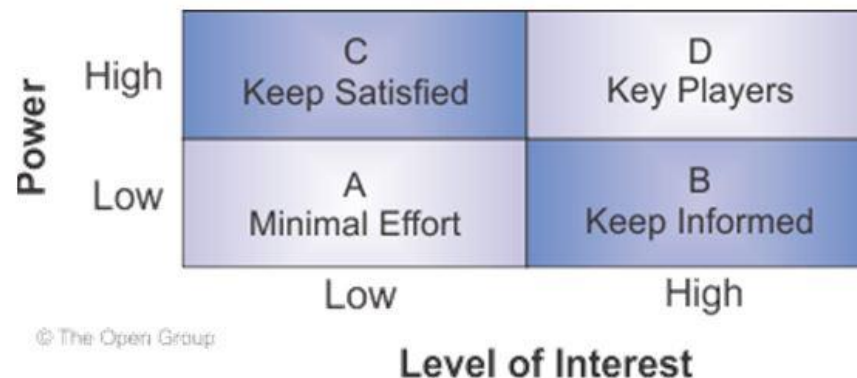 Power
High
C
Keep Satisfied
D
Key Players
Low
A
Minimal Effort
B
Keep Informed
Low
High
© The Open Group
Level of Interest